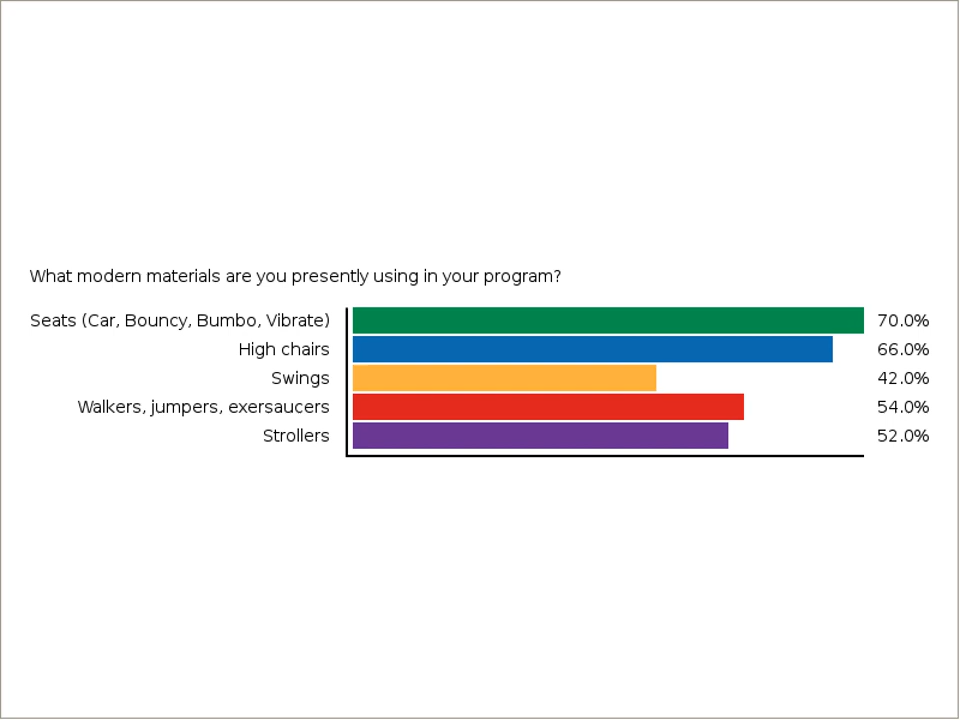 What modern materials are you presently using in your program?
Seats (Car, Bouncy, Bumbo, Vibrate) 70.0%
High chairs 66.0%
Swings 42.0%
Walkers, jumpers, exersaucers 54.0%
Strollers 52.0%